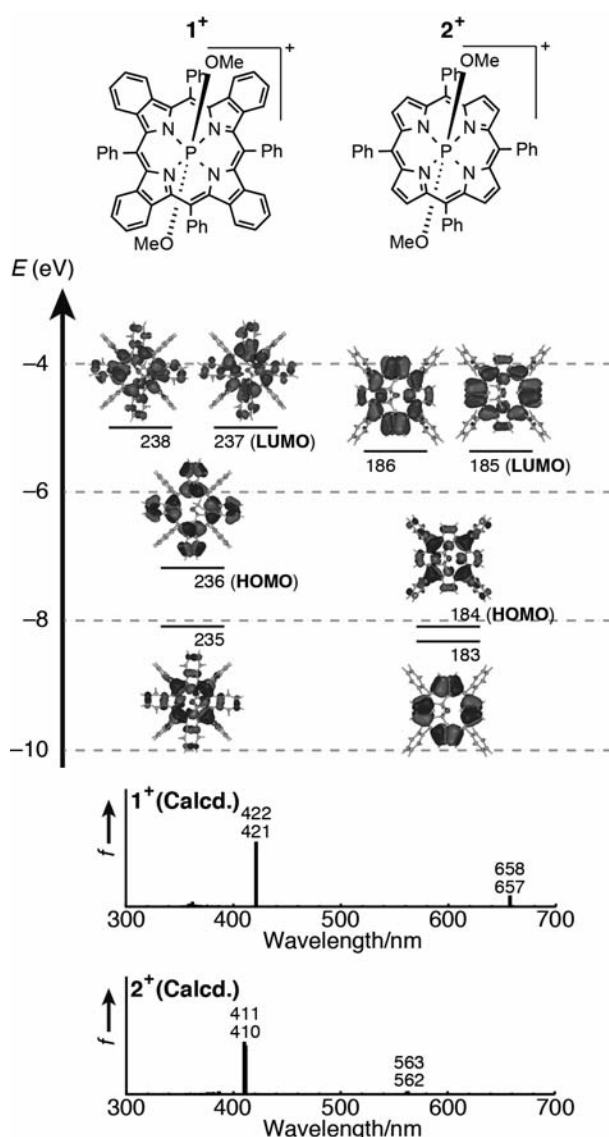 1+ 2+
+ +
OMe OMe
Ph Ph
N N N N
Ph P Ph Ph P Ph
N N N N
Ph Ph
MeO MeO
E (eV)
–4
238 237 (LUMO) 186 185 (LUMO)
–6
236 (HOMO)
184 (HOMO)
–8
235 183
–10
1+ (Calcd.)
422
421
658
657
f
300 400 500 600 700
Wavelength/nm
2+ (Calcd.)
411
410
563
562
f
300 400 500 600 700
Wavelength/nm